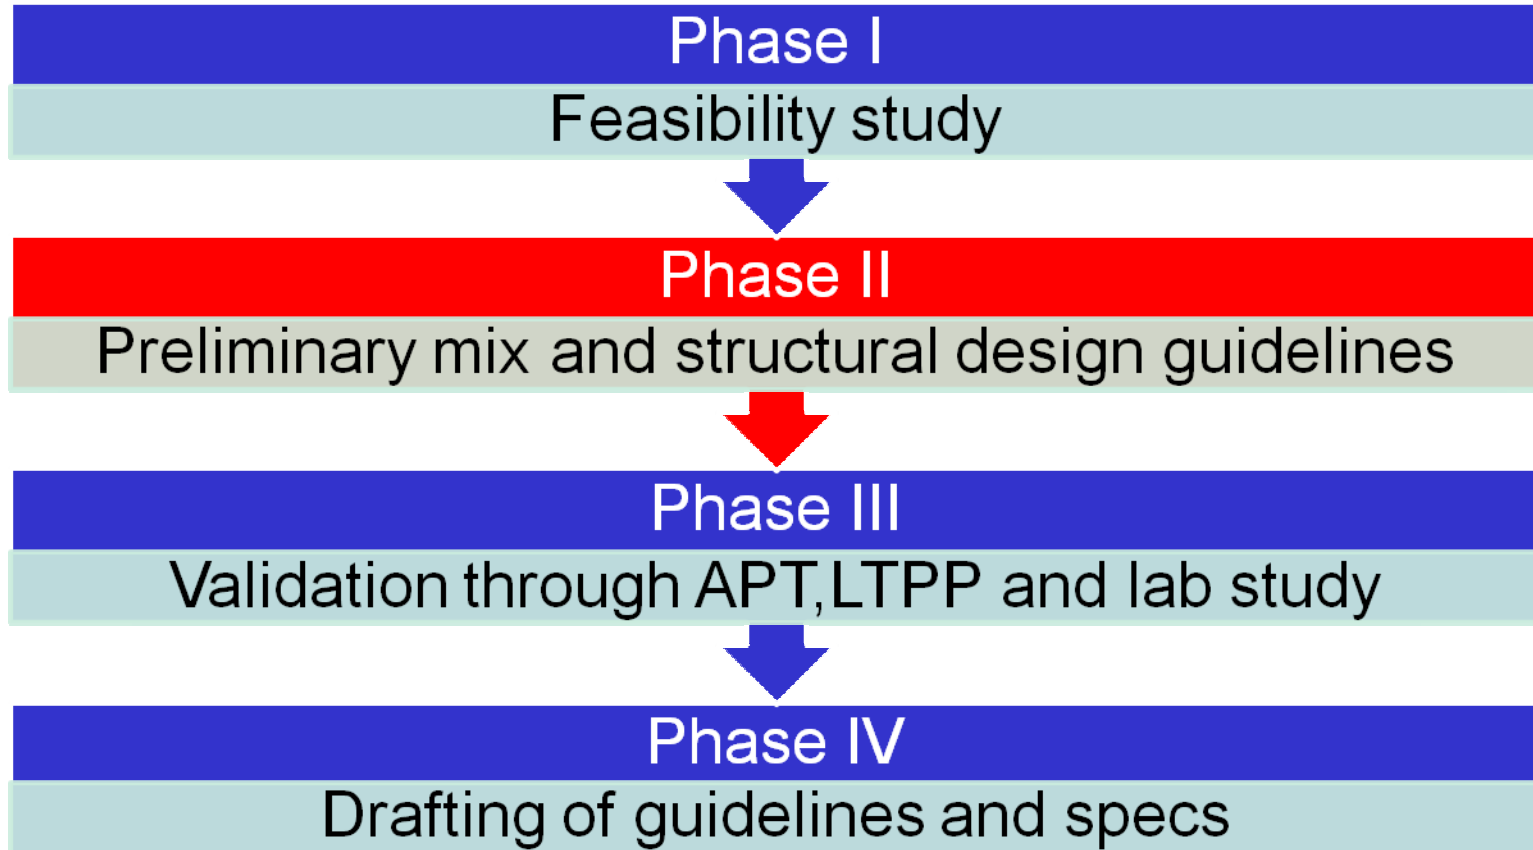 Phase I
Feasibility study
Phase II
Preliminary mix and structural design guidelines
Phase III
Validation through APT,LTPP and lab study
Phase IV
Drafting of guidelines and specs